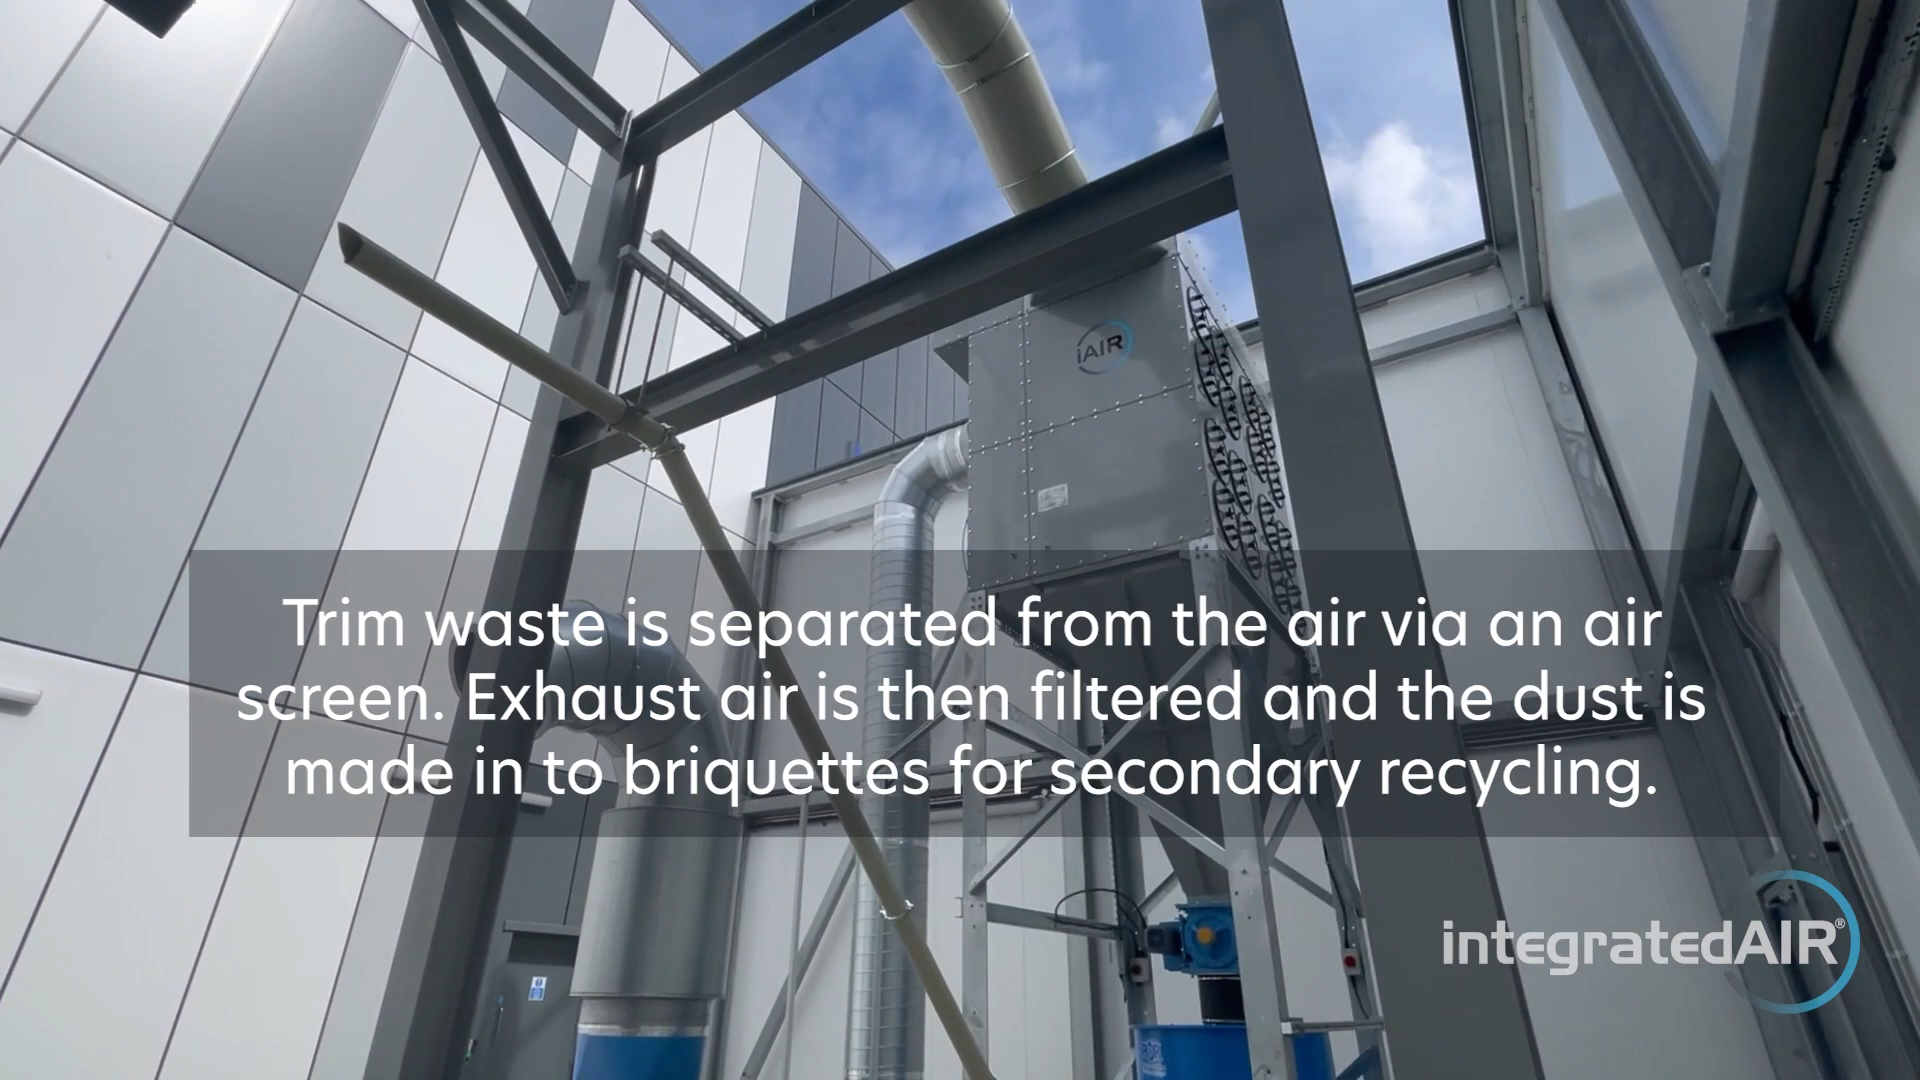 iAIR
Trim waste is separated from the air via an air
screen. Exhaust air is then filtered and the dust is
made in to briquettes for secondary recycling.
integratedAIR®